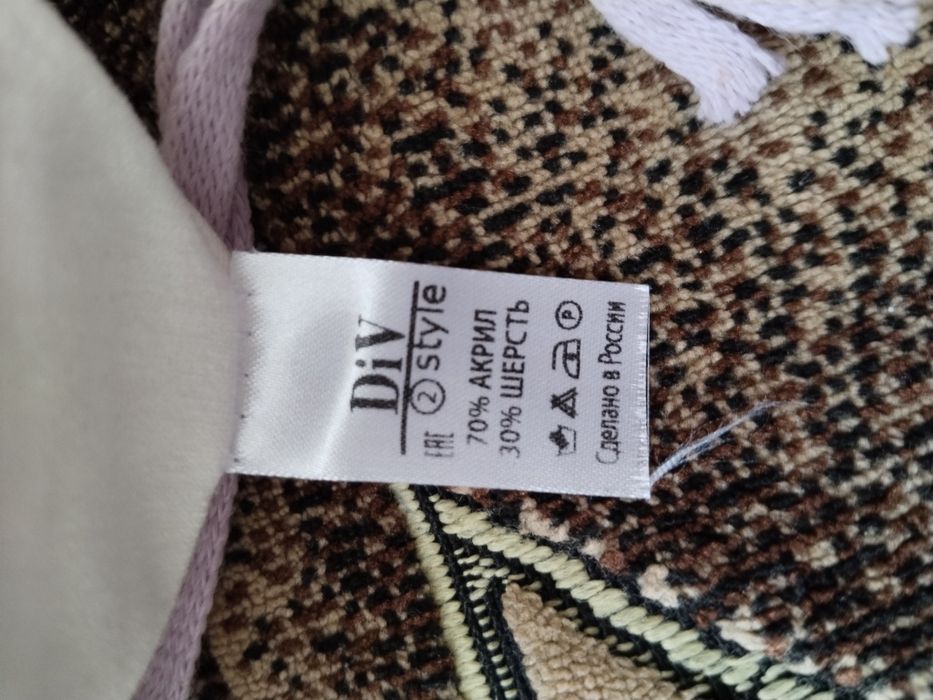 DiV
EAC 2 style
70% АКРИЛ
30% ШЕРСТЬ
P
Сделано в России